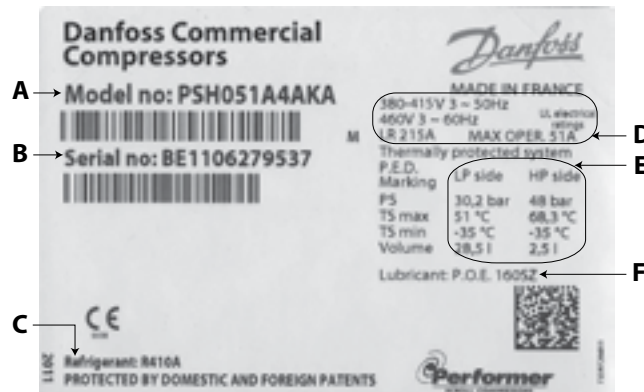 Danfoss Commercial
Compressors
Danfoss
A
Model no: PSH051A4AKA
MADE IN FRANCE
380-415V 3 ~ 50Hz
460V 3 ~ 60Hz
UL electrical
ratings
LR 215A MAX OPER. 51A
D
M
B
Serial no: BE1106279537
Thermally protected system
E
P.E.D.
Marking LP side HP side
PS 30,2 bar 48 bar
TS max 51 °C 68,3 °C
TS min -35 °C -35 °C
Volume 28,5 l 2,5 l
Lubricant: P.O.E. 160SZ
F
C
CE
2011
Refrigerant: R410A
PROTECTED BY DOMESTIC AND FOREIGN PATENTS
Performer